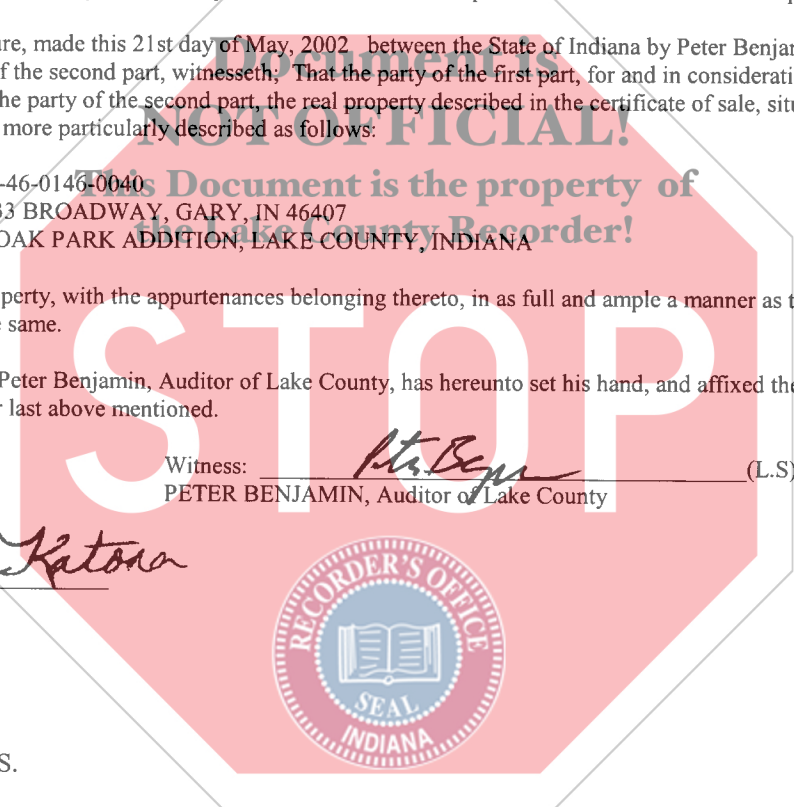 ure, made this 21st day of May, 2002 between the State of Indiana by Peter Benjam
f the second part, witnesseth; That the party of the first part, for and in considerati
he party of the second part, the real property described in the certificate of sale, situ
more particularly described as follows:
-46-0146-0040
33 BROADWAY, GARY, IN 46407
OAK PARK ADDITION, LAKE COUNTY, INDIANA
perty, with the appurtenances belonging thereto, in as full and ample a manner as t
same.
Peter Benjamin, Auditor of Lake County, has hereunto set his hand, and affixed the
r last above mentioned.
Witness: (L.S)
PETER BENJAMIN, Auditor of Lake County
Katona
Document is
NOT OFFICIAL!
This Document is the property of
the Lake County Recorder!
STOP
RECORDER'S OFFICE
SEAL
INDIANA
S.